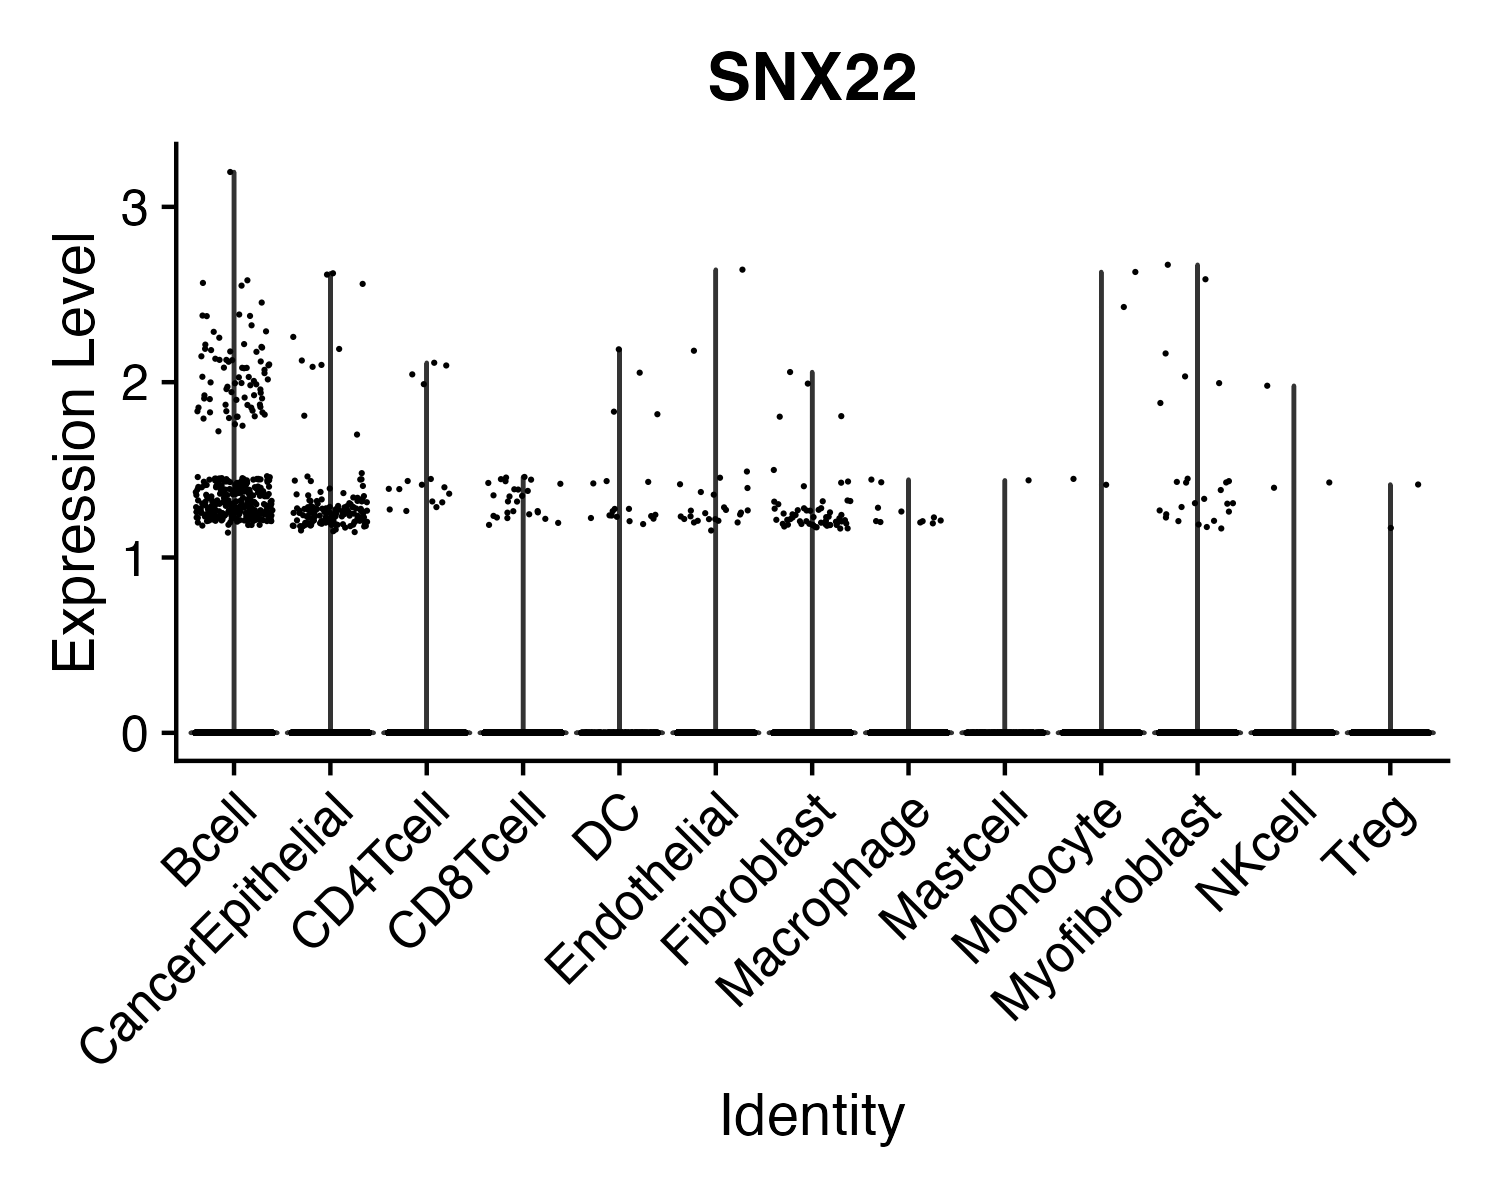 SNX22
Expression Level
3
2
1
0
Bcell
CancerEpithelial
CD4Tcell
CD8Tcell
DC
Endothelial
Fibroblast
Macrophage
Mastcell
Monocyte
Myofibroblast
NKcell
Treg
Identity